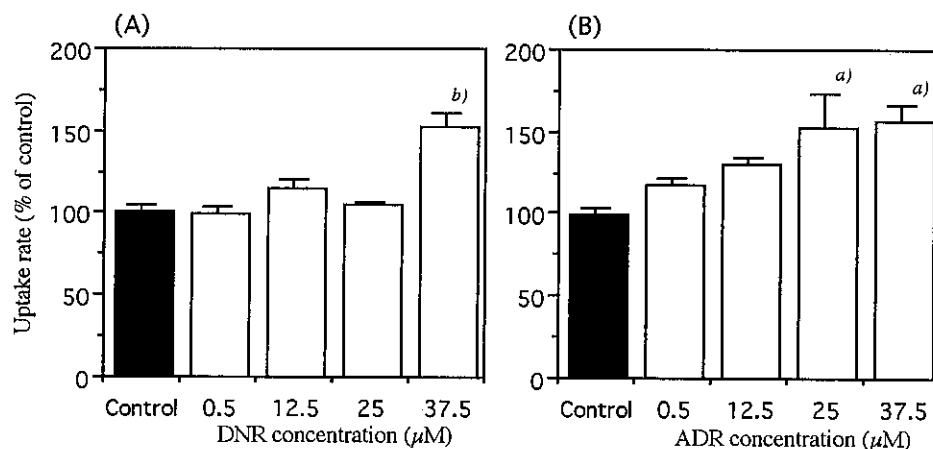 (A)
200
150
100
50
0
Uptake rate (% of control)
b)
Control 0.5 12.5 25 37.5
DNR concentration (μM)
(B)
200
150
100
50
0
a)
a)
Control 0.5 12.5 25 37.5
ADR concentration (μM)